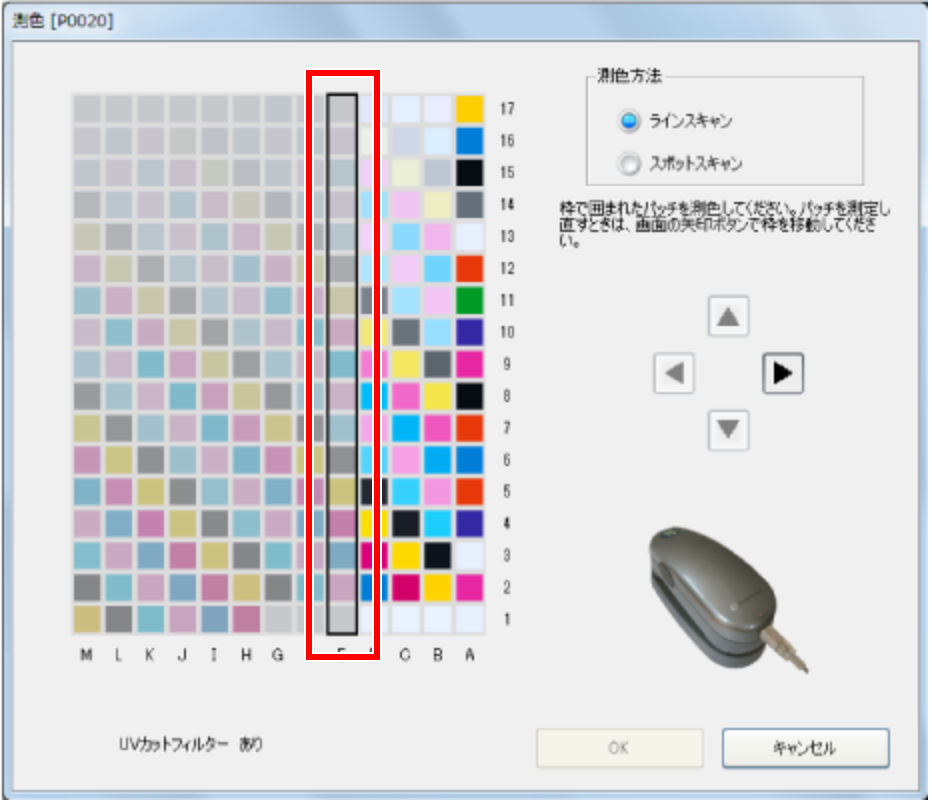 測色 [P0020]
測色方法
ラインスキャン
スポットスキャン
枠で囲まれたパッチを測色してください。パッチを測定し
直すときは、画面の矢印ボタンで枠を移動してくださ
い。
17
16
15
14
13
12
11
10
9
8
7
6
5
4
3
2
1
M L K J I H G C B A
UVカットフィルター あり
OK
キャンセル